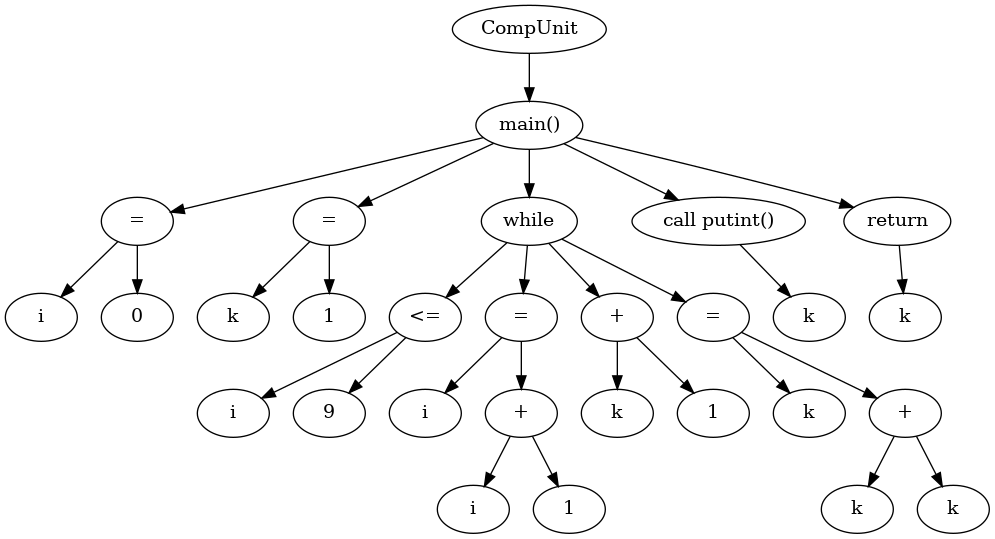 CompUnit
main()
= = while call putint() return
i 0 k 1 <= = + = k k
i 9 i + k 1 k +
i 1 k k